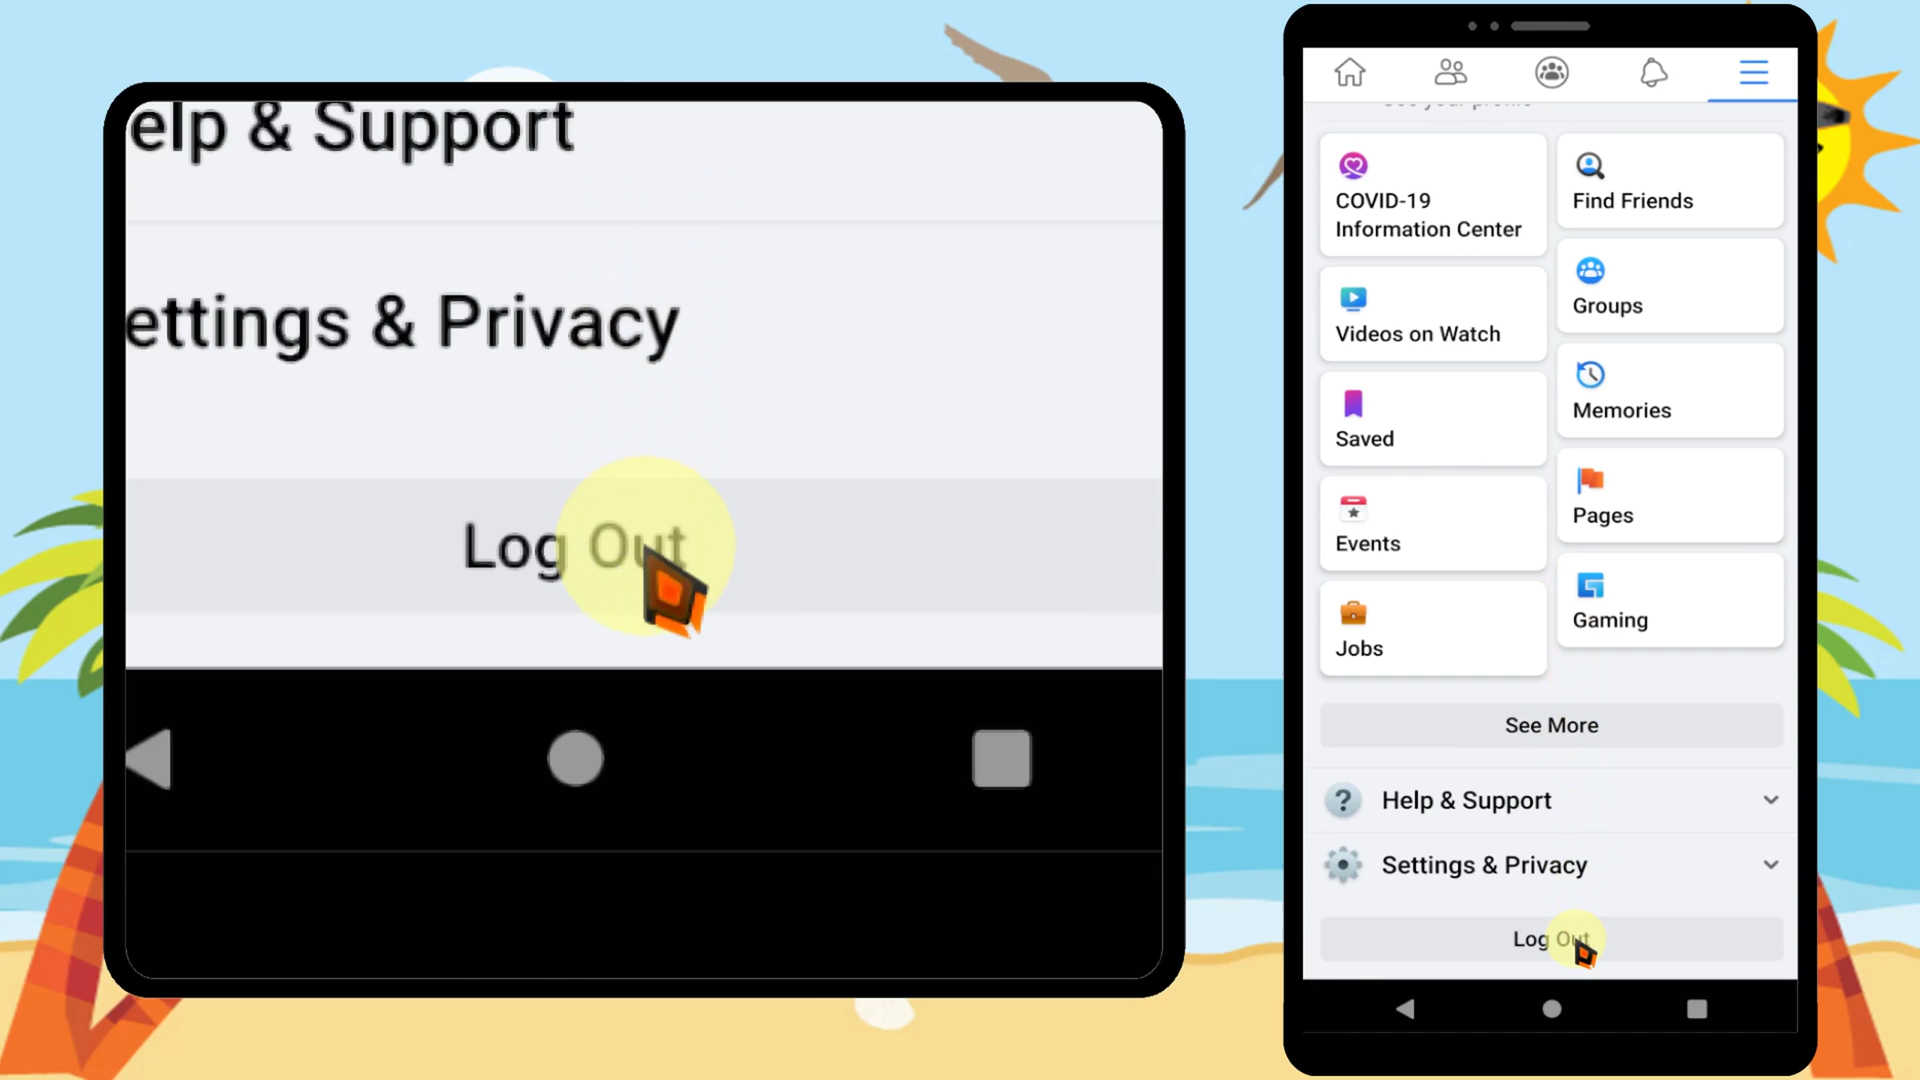 elp & Support
ettings & Privacy
Log Out
COVID-19
Information Center
Find Friends
Groups
Videos on Watch
Memories
Saved
Pages
Events
Gaming
Jobs
See More
Help & Support
Settings & Privacy
Log Out